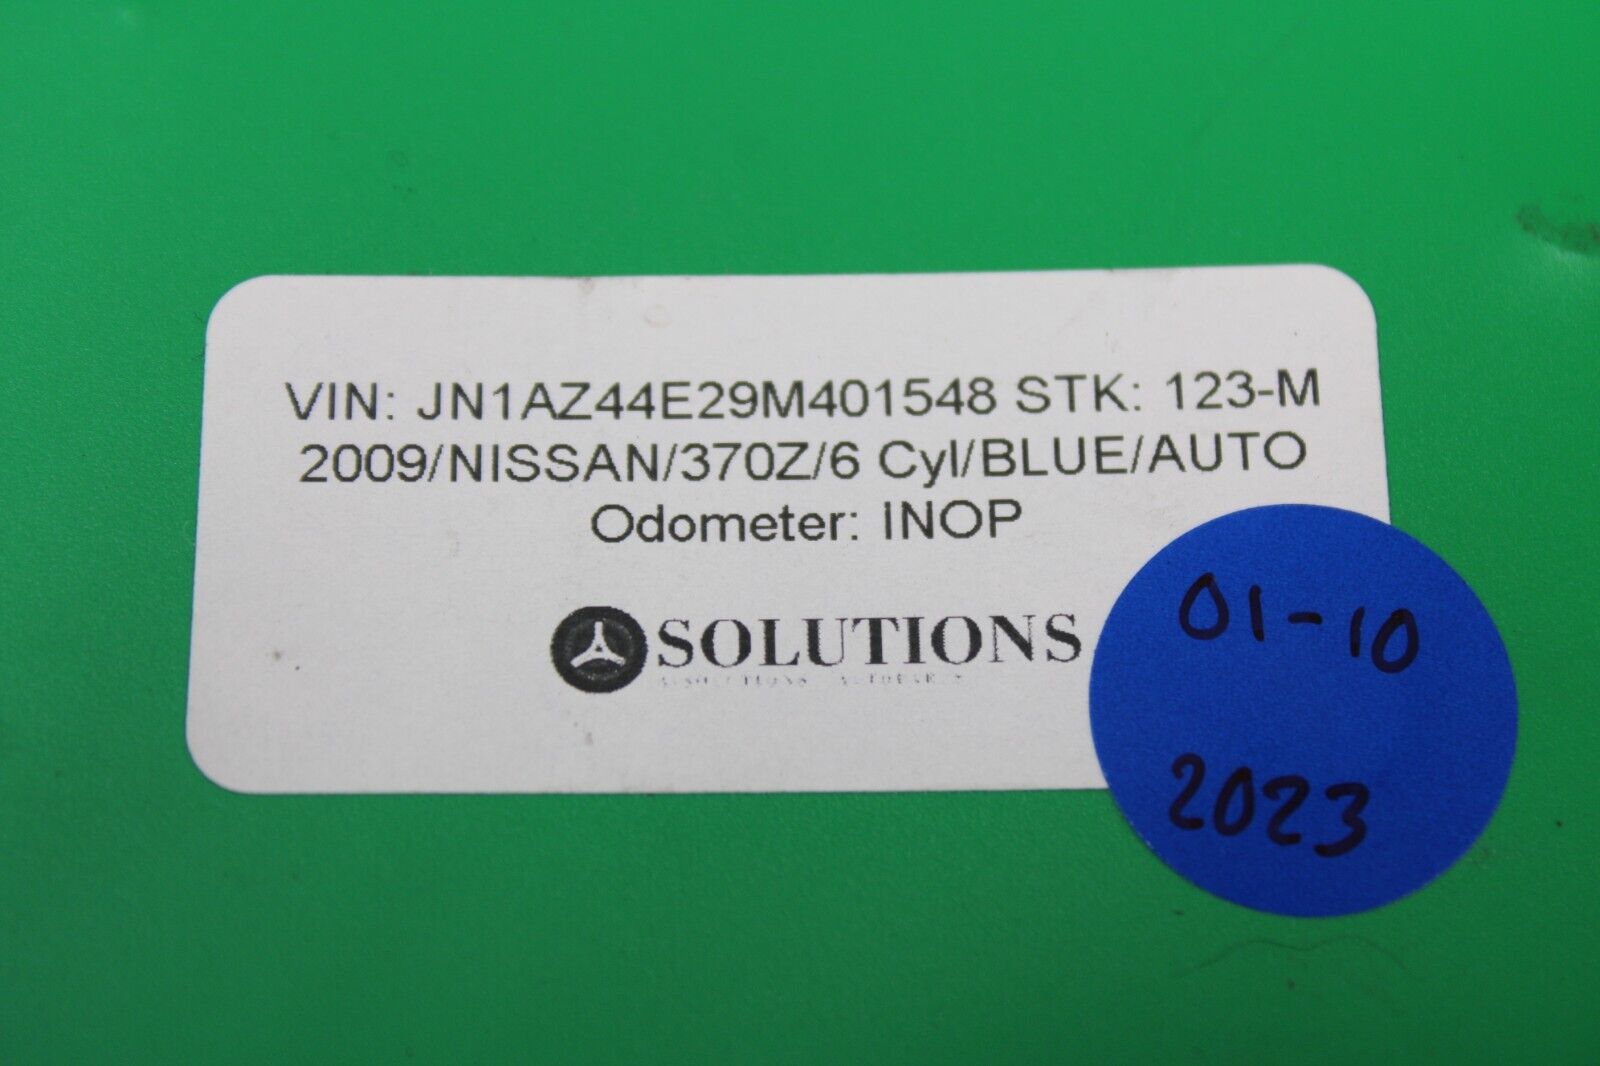 VIN: JN1AZ44E29M401548 STK: 123-M
2009/NISSAN/370Z/6 Cyl/BLUE/AUTO
Odometer: INOP
SOLUTIONS
01-10
2023